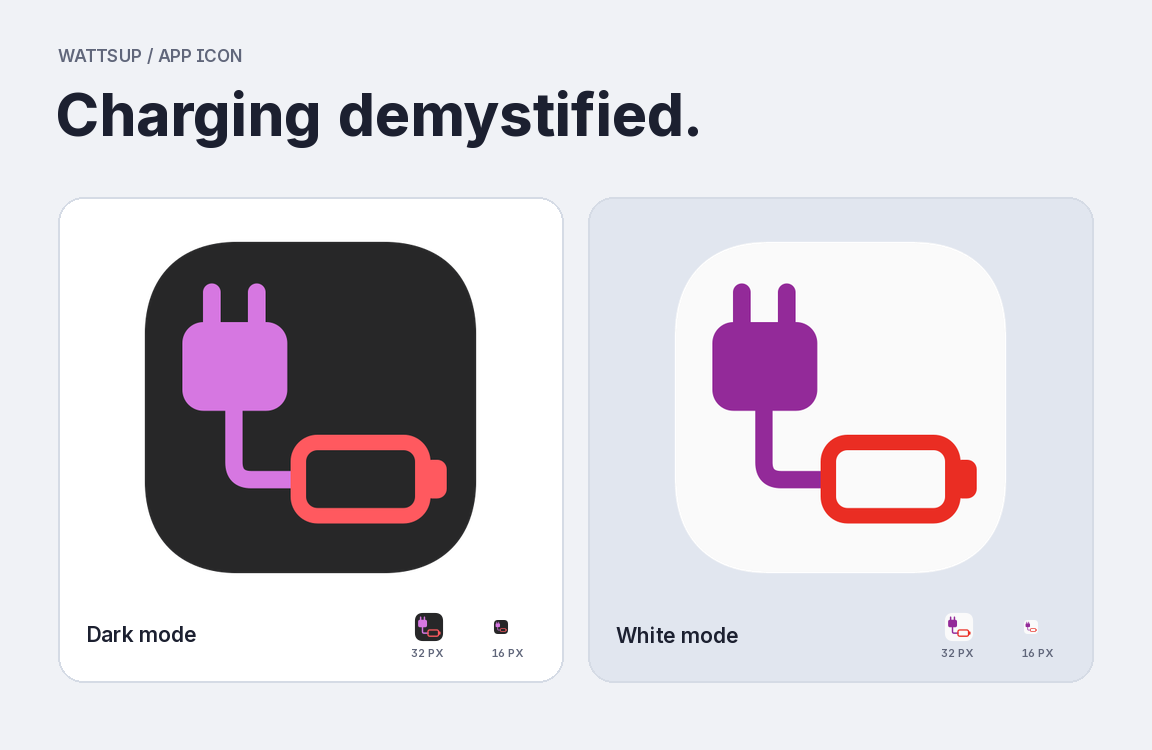 WATTSUP / APP ICON
Charging demystified.
Dark mode
32 PX
16 PX
White mode
32 PX
16 PX